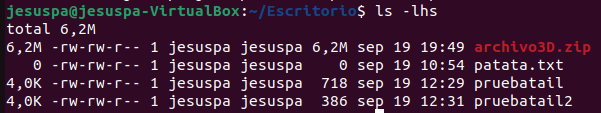 jesuspa@jesuspa-VirtualBox:~/Escritorio$ ls -lhs
total 6,2M
6,2M -rw-rw-r-- 1 jesuspa jesuspa 6,2M sep 19 19:49 archivo3D.zip
   0 -rw-rw-r-- 1 jesuspa jesuspa    0 sep 19 10:54 patata.txt
4,0K -rw-rw-r-- 1 jesuspa jesuspa  718 sep 19 12:29 pruebatail
4,0K -rw-rw-r-- 1 jesuspa jesuspa  386 sep 19 12:31 pruebatail2